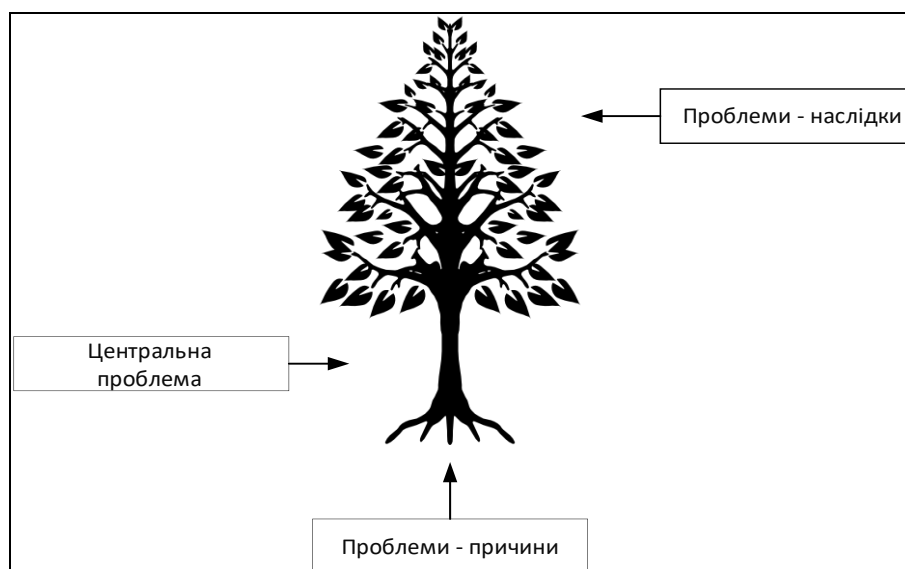 Проблеми - наслідки
Центральна
проблема
Проблеми - причини